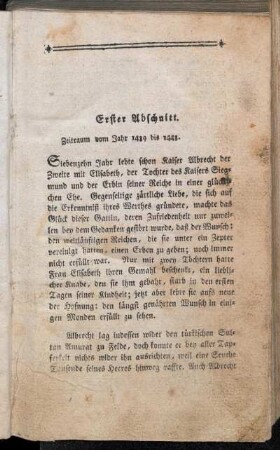 Erster Abschnitt.
Zeitraum vom Jahr 1439 bis 1441.
Siebenzehn Jahr lebte schon Kaiser Albrecht der
Zweite mit Elisabeth, der Tochter des Kaisers Sieg-
mund und der Erbin seiner Reiche in einer glückli-
chen Ehe. Gegenseitige zärtliche Liebe, die sich auf
die Erkenntniß ihres Werthes gründete, machte das
Glück dieser Gattin, deren Zufriedenheit nur zuwei-
len bey dem Gedanken gestört wurde, daß der Wunsch:
den weitläuftigen Reichen, die sie unter ein Zepter
vereinigt hatten, einen Erben zu geben; noch immer
nicht erfüllt war. Nur mit zwey Töchtern hatte
Frau Elisabeth ihren Gemahl beschenkt, ein liebli-
cher Knabe, den sie ihm gebahr, starb in den ersten
Tagen seiner Kindheit; jetzt aber lebte sie aufs neue
der Hofnung: den längst genährten Wunsch in eini-
gen Monden erfüllt zu sehen.
Albrecht lag indessen wider den türkischen Sul-
tan Amurat zu Felde, doch konnte er bey aller Tap-
ferkeit nichts wider ihn ausrichten, weil eine Seuche
Tausende seines Heeres hinweg raffte. Auch Albrecht